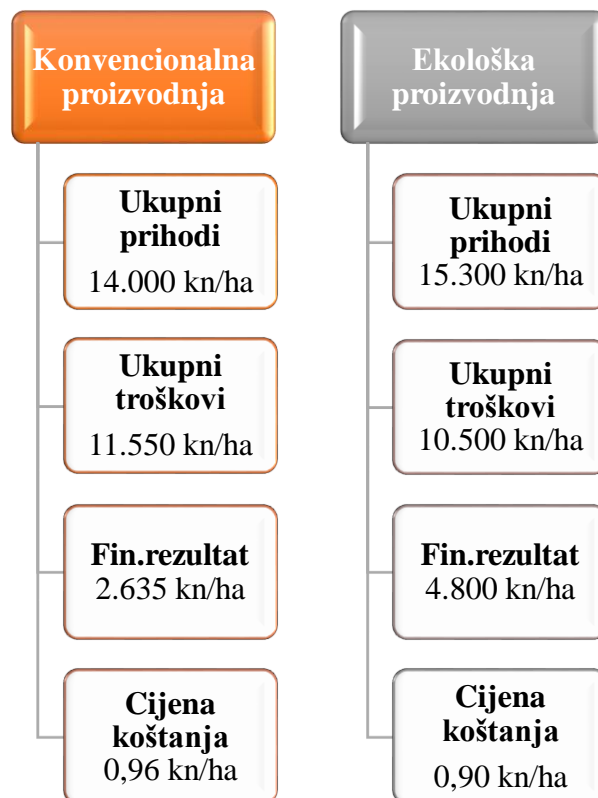 Konvencionalna
proizvodnja
Ukupni
prihodi
14.000 kn/ha
Ukupni
troškovi
11.550 kn/ha
Fin.rezultat
2.635 kn/ha
Cijena
koštanja
0,96 kn/ha
Ekološka
proizvodnja
Ukupni
prihodi
15.300 kn/ha
Ukupni
troškovi
10.500 kn/ha
Fin.rezultat
4.800 kn/ha
Cijena
koštanja
0,90 kn/ha